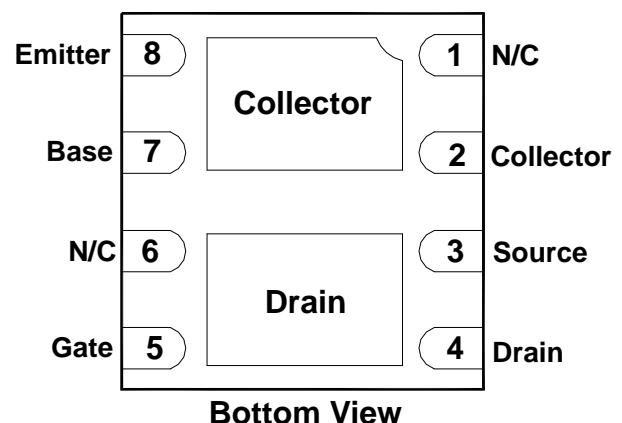 Emitter 8 1 N/C
Collector
Base 7 2 Collector
N/C 6 3 Source
Drain
Gate 5 4 Drain
Bottom View